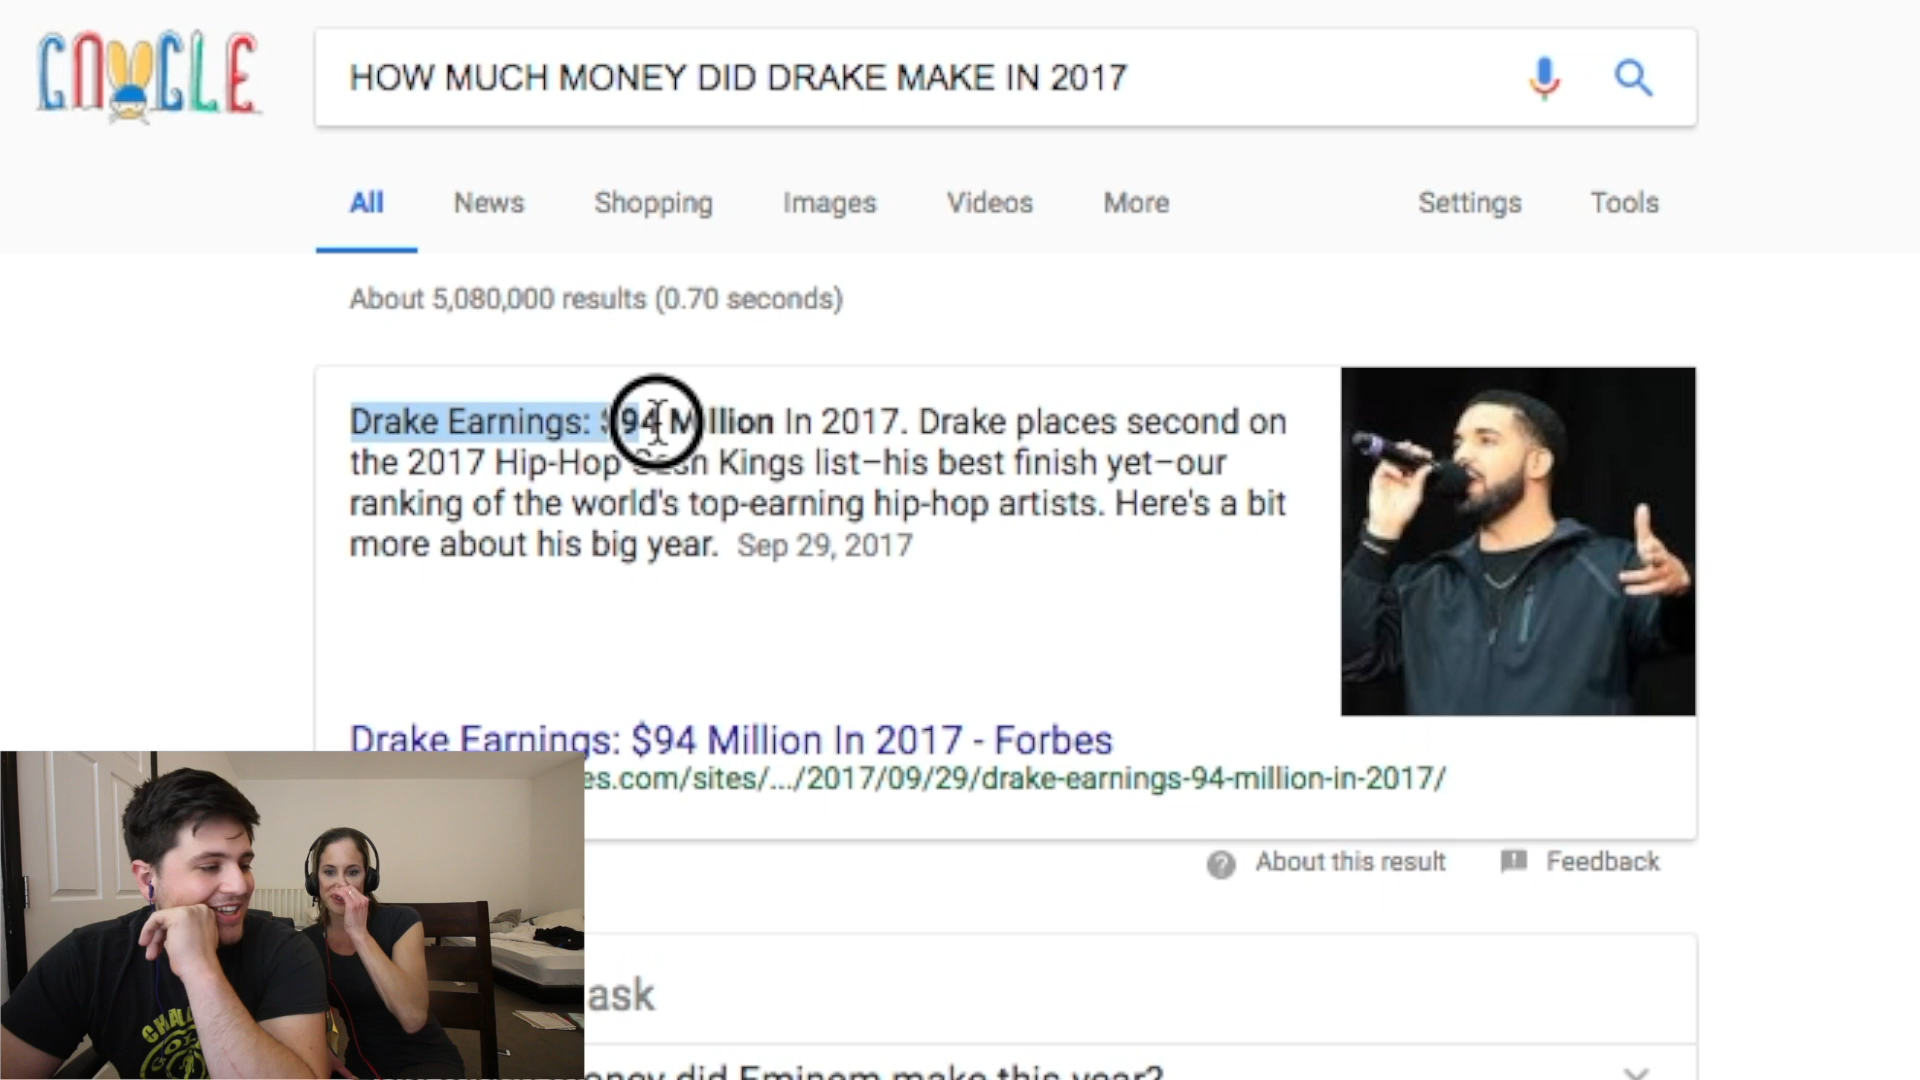 HOW MUCH MONEY DID DRAKE MAKE IN 2017
All News Shopping Images Videos More Settings Tools
About 5,080,000 results (0.70 seconds)
Drake Earnings: $94 Million In 2017. Drake places second on
the 2017 Hip-Hop Kings list–his best finish yet–our
ranking of the world's top-earning hip-hop artists. Here's a bit
more about his big year. Sep 29, 2017
Drake Earnings: $94 Million In 2017 - Forbes
es.com/sites/.../2017/09/29/drake-earnings-94-million-in-2017/
About this result Feedback
ask
money did Eminem make this year?